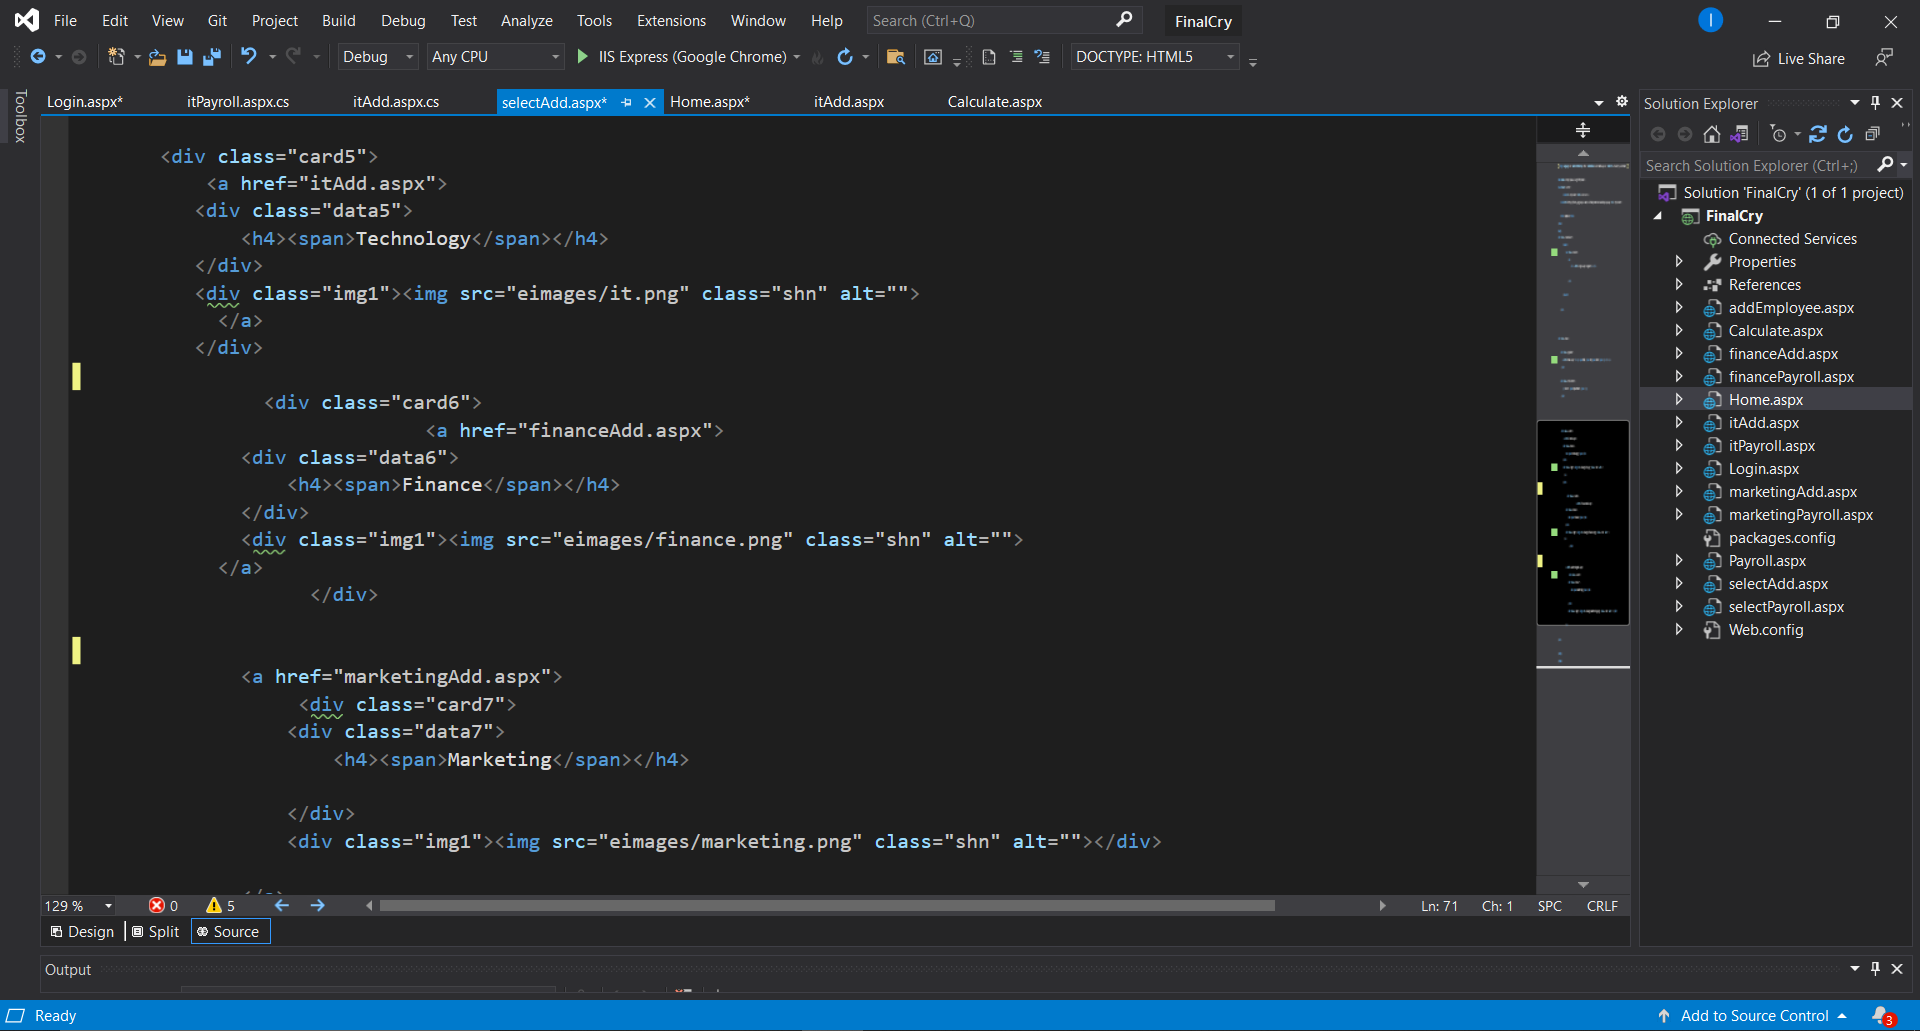 File Edit View Git Project Build Debug Test Analyze Tools Extensions Window Help Search (Ctrl+Q) FinalCry I
Debug Any CPU IIS Express (Google Chrome) DOCTYPE: HTML5 Live Share
Toolbox
Login.aspx* itPayroll.aspx.cs itAdd.aspx.cs selectAdd.aspx* Home.aspx* itAdd.aspx Calculate.aspx
<div class="card5">
<a href="itAdd.aspx">
<div class="data5">
<h4><span>Technology</span></h4>
</div>
<div class="img1"><img src="eimages/it.png" class="shn" alt="">
</a>
</div>
<div class="card6">
<a href="financeAdd.aspx">
<div class="data6">
<h4><span>Finance</span></h4>
</div>
<div class="img1"><img src="eimages/finance.png" class="shn" alt="">
</a>
</div>
<a href="marketingAdd.aspx">
<div class="card7">
<div class="data7">
<h4><span>Marketing</span></h4>
</div>
<div class="img1"><img src="eimages/marketing.png" class="shn" alt=""></div>
129 % 0 5 Ln: 71 Ch: 1 SPC CRLF
Design Split Source
Output
Solution Explorer
Search Solution Explorer (Ctrl+;)
Solution 'FinalCry' (1 of 1 project)
FinalCry
Connected Services
Properties
References
addEmployee.aspx
Calculate.aspx
financeAdd.aspx
financePayroll.aspx
Home.aspx
itAdd.aspx
itPayroll.aspx
Login.aspx
marketingAdd.aspx
marketingPayroll.aspx
packages.config
Payroll.aspx
selectAdd.aspx
selectPayroll.aspx
Web.config
Ready Add to Source Control 3